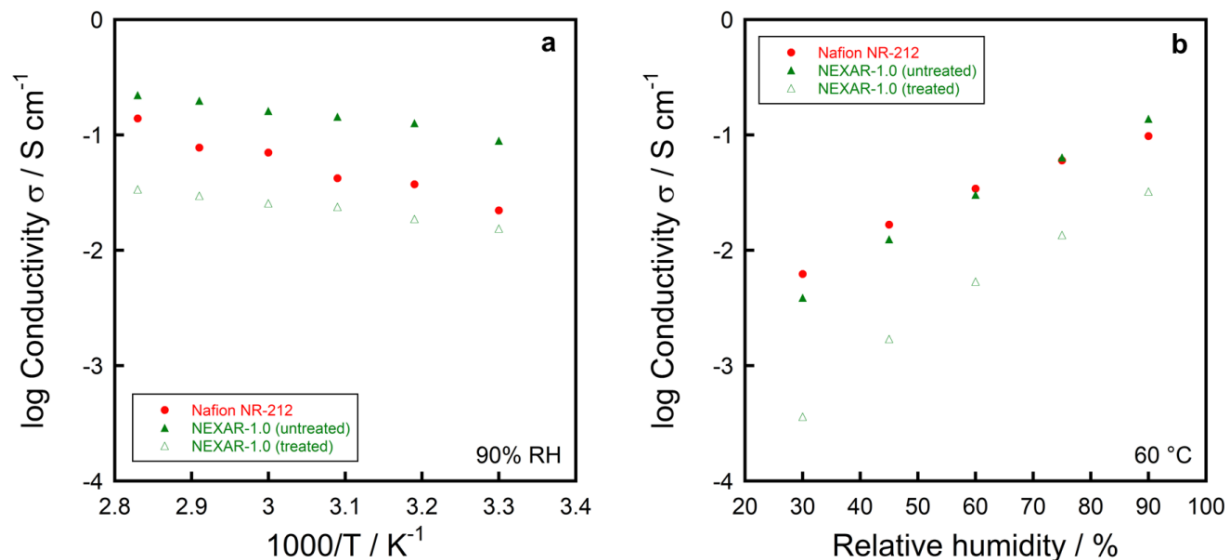 a
0
-1
-2
-3
-4
log Conductivity σ / S cm⁻¹
Nafion NR-212
NEXAR-1.0 (untreated)
NEXAR-1.0 (treated)
90% RH
2.8 2.9 3 3.1 3.2 3.3 3.4
1000/T / K⁻¹
b
0
-1
-2
-3
-4
log Conductivity σ / S cm⁻¹
Nafion NR-212
NEXAR-1.0 (untreated)
NEXAR-1.0 (treated)
60 °C
20 30 40 50 60 70 80 90 100
Relative humidity / %